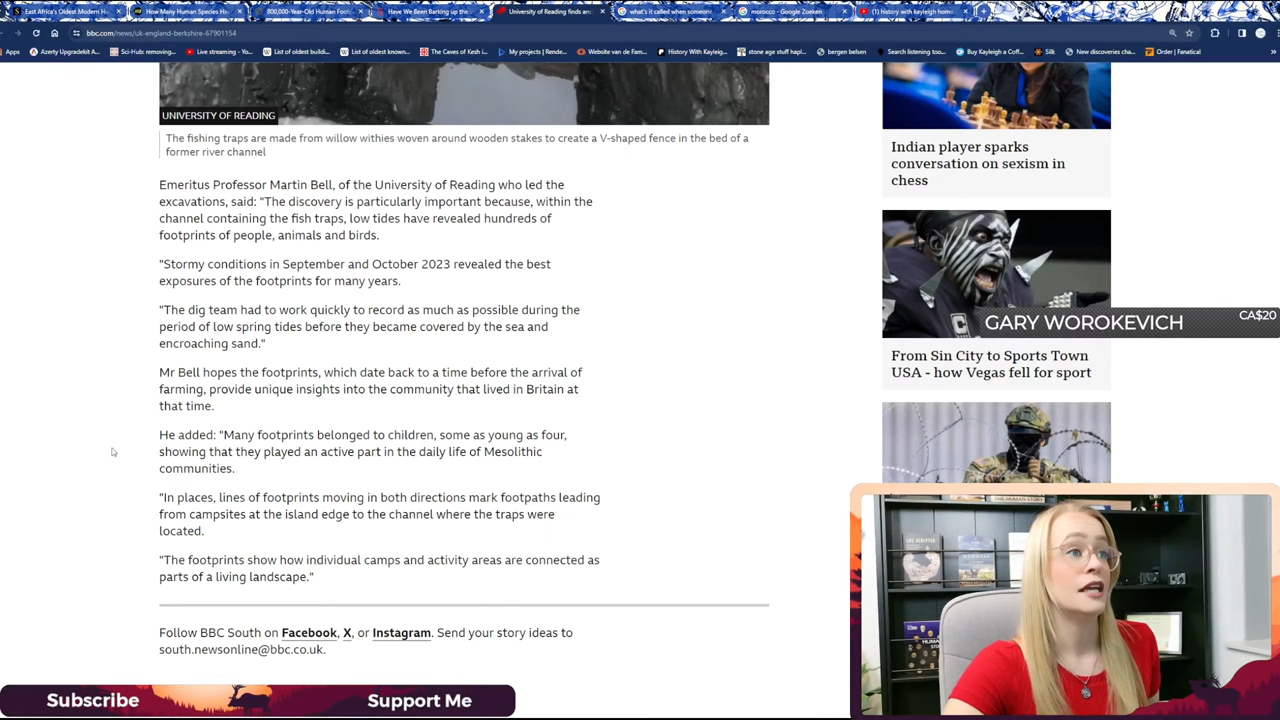 East Africa's Oldest Modern H
How Many Human Species Ha
800,000-Year-Old Human Foo
Have We Been Barking up the
University of Reading finds an
what's it called when someone
morocco - Google Zoeken
(1) history with kayleigh hom
bbc.com/news/uk-england-berkshire-67901154
Apps
Azerty Upgradekit A
Sci-Hub: removing
Live streaming - Yo
List of oldest buildi
List of oldest known
The Caves of Kesh i
My projects | Rende
Website van de Fam
History With Kayleig
stone age stuff hapl
bergen belsen
Search listening too
Buy Kayleigh a Coff
Silk
New discoveries cha
Order | Fanatical
UNIVERSITY OF READING
The fishing traps are made from willow withies woven around wooden stakes to create a V-shaped fence in the bed of a
former river channel
Emeritus Professor Martin Bell, of the University of Reading who led the
excavations, said: "The discovery is particularly important because, within the
channel containing the fish traps, low tides have revealed hundreds of
footprints of people, animals and birds.
"Stormy conditions in September and October 2023 revealed the best
exposures of the footprints for many years.
"The dig team had to work quickly to record as much as possible during the
period of low spring tides before they became covered by the sea and
encroaching sand."
Mr Bell hopes the footprints, which date back to a time before the arrival of
farming, provide unique insights into the community that lived in Britain at
that time.
He added: "Many footprints belonged to children, some as young as four,
showing that they played an active part in the daily life of Mesolithic
communities.
"In places, lines of footprints moving in both directions mark footpaths leading
from campsites at the island edge to the channel where the traps were
located.
"The footprints show how individual camps and activity areas are connected as
parts of a living landscape."
Follow BBC South on Facebook, X, or Instagram. Send your story ideas to
south.newsonline@bbc.co.uk.
Indian player sparks
conversation on sexism in
chess
GARY WOROKEVICH
CA$20
From Sin City to Sports Town
USA - how Vegas fell for sport
Subscribe
Support Me